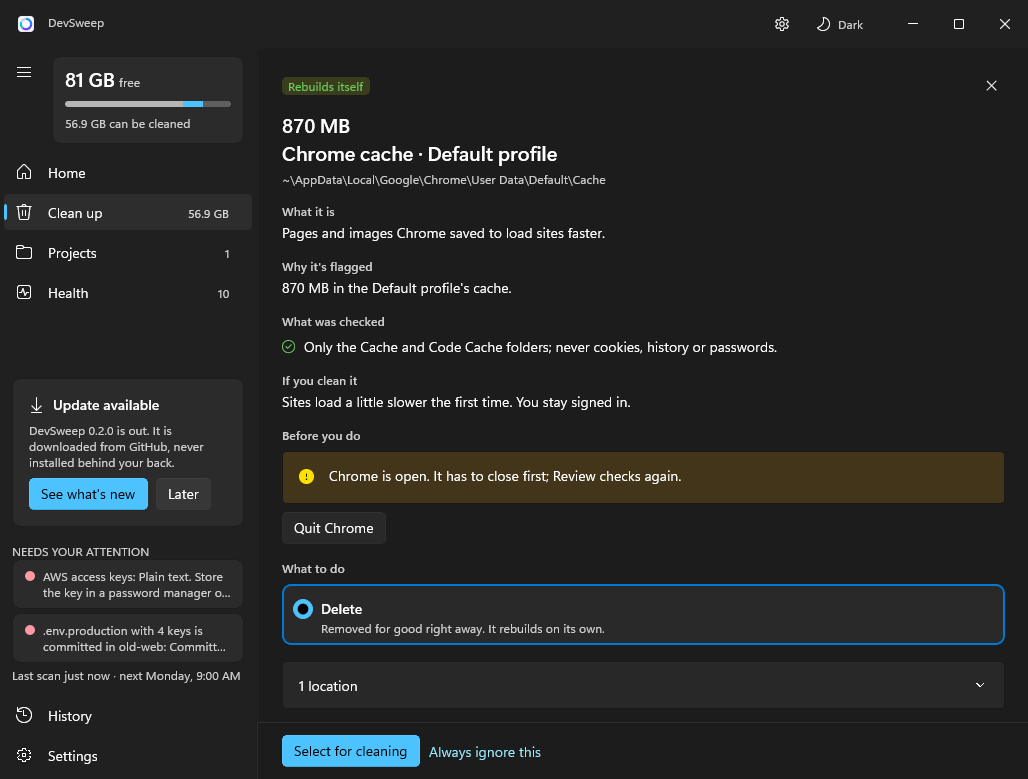 DevSweep
Dark
81 GB free
56.9 GB can be cleaned
Home
Clean up 56.9 GB
Projects 1
Health 10
Update available
DevSweep 0.2.0 is out. It is
downloaded from GitHub, never
installed behind your back.
See what's new
Later
NEEDS YOUR ATTENTION
AWS access keys: Plain text. Store
the key in a password manager o...
.env.production with 4 keys is
committed in old-web: Committ...
Last scan just now · next Monday, 9:00 AM
History
Settings
Rebuilds itself
870 MB
Chrome cache · Default profile
~\AppData\Local\Google\Chrome\User Data\Default\Cache
What it is
Pages and images Chrome saved to load sites faster.
Why it's flagged
870 MB in the Default profile's cache.
What was checked
Only the Cache and Code Cache folders; never cookies, history or passwords.
If you clean it
Sites load a little slower the first time. You stay signed in.
Before you do
Chrome is open. It has to close first; Review checks again.
Quit Chrome
What to do
Delete
Removed for good right away. It rebuilds on its own.
1 location
Select for cleaning
Always ignore this